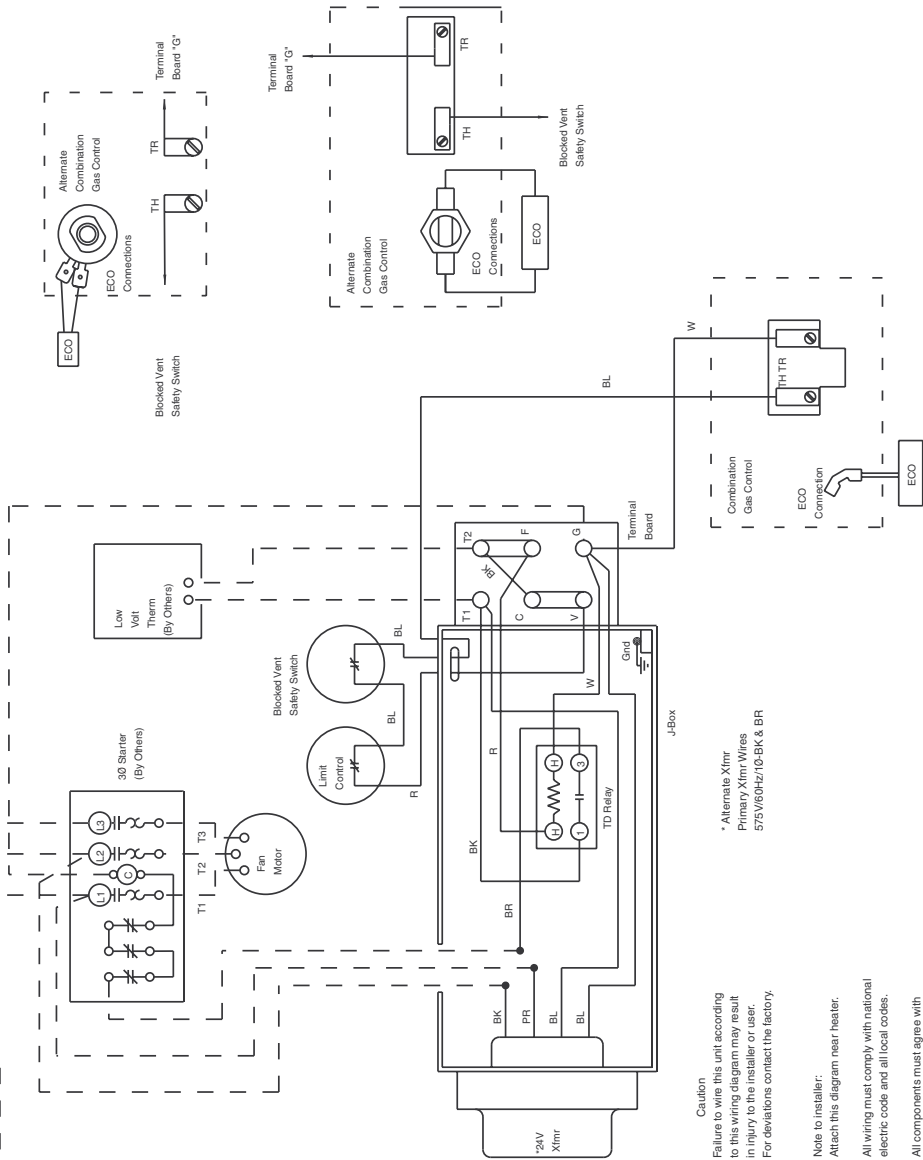 Terminal
Board "G"
Alternate
Combination
Gas Control
TR
TH
ECO
Connections
ECO
Blocked Vent
Safety Switch
Terminal
Board "G"
TR
TH
Blocked Vent
Safety Switch
Alternate
Combination
Gas Control
ECO
Connections
ECO
W
BL
Combination
Gas Control
TH TR
ECO
Connection
ECO
Low
Volt
Therm
(By Others)
Terminal
Board
T2
F
G
BK
T1
C
V
BL
Blocked Vent
Safety Switch
BL
Limit
Control
R
Gnd
W
J-Box
R
H
3
H
1
TD Relay
BK
BR
3Ø Starter
(By Others)
L3
L2
C
L1
T3
T2
T1
Fan
Motor
BK
PR
BL
BL
*24V
Xfmr
* Alternate Xfmr
Primary Xfmr Wires
575V/60Hz/1Ø-BK & BR
Caution
Failure to wire this unit according
to this wiring diagram may result
in injury to the installer or user.
For deviations contact the factory.
Note to installer:
Attach this diagram near heater.
All wiring must comply with national
electric code and all local codes.
All components must agree with